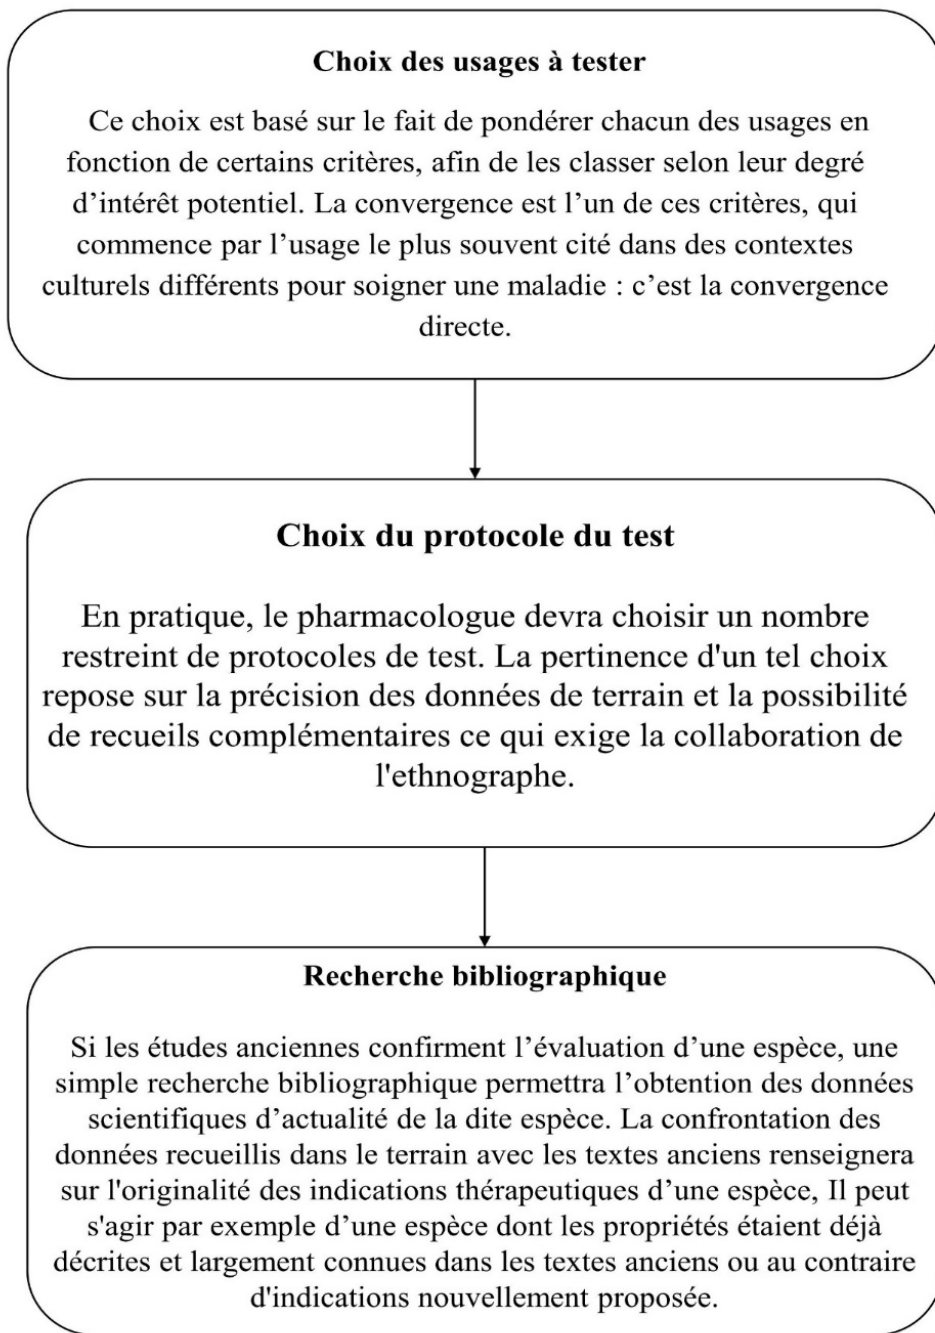 Choix des usages à tester
Ce choix est basé sur le fait de pondérer chacun des usages en
fonction de certains critères, afin de les classer selon leur degré
d’intérêt potentiel. La convergence est l’un de ces critères, qui
commence par l’usage le plus souvent cité dans des contextes
culturels différents pour soigner une maladie : c’est la convergence
directe.
Choix du protocole du test
En pratique, le pharmacologue devra choisir un nombre
restreint de protocoles de test. La pertinence d'un tel choix
repose sur la précision des données de terrain et la possibilité
de recueils complémentaires ce qui exige la collaboration de
l'ethnographe.
Recherche bibliographique
Si les études anciennes confirment l’évaluation d’une espèce, une
simple recherche bibliographique permettra l’obtention des données
scientifiques d’actualité de la dite espèce. La confrontation des
données recueillis dans le terrain avec les textes anciens renseignera
sur l'originalité des indications thérapeutiques d’une espèce, Il peut
s'agir par exemple d’une espèce dont les propriétés étaient déjà
décrites et largement connues dans les textes anciens ou au contraire
d'indications nouvellement proposée.